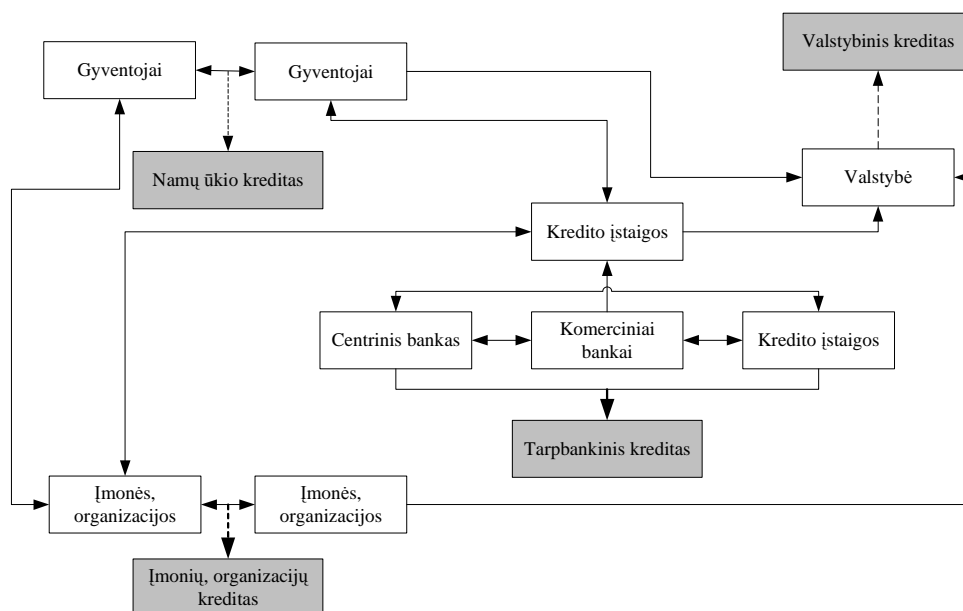 Valstybinis kreditas
Gyventojai
Gyventojai
Namų ūkio kreditas
Valstybė
Kredito įstaigos
Centrinis bankas
Komerciniai
bankai
Kredito įstaigos
Tarpbankinis kreditas
Įmonės,
organizacijos
Įmonės,
organizacijos
Įmonių, organizacijų
kreditas